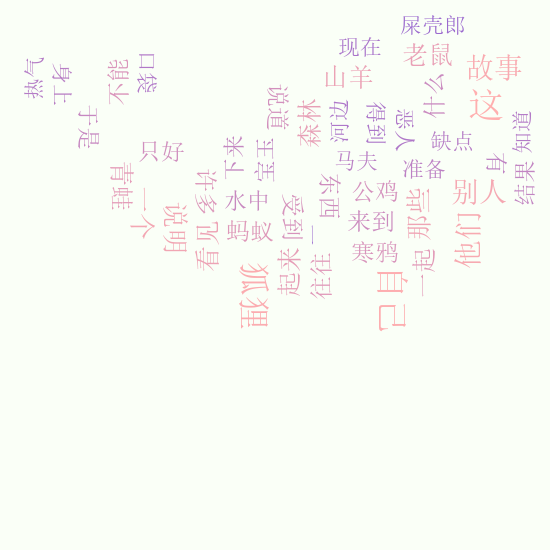 屎壳郎
现在
老鼠
故事
气喘
身上
不能
口袋
山羊
什么
这
于是
说道
森林
河边
得到
恶人
缺点
知道
只好
下来
宝玉
马夫
准备
有
结果
青蛙
一个
说明
许多
看见
水中
蚂蚁
受到
一
东西
公鸡
来到
那些
别人
他们
寒鸦
狐狸
起来
往往
自己
一起